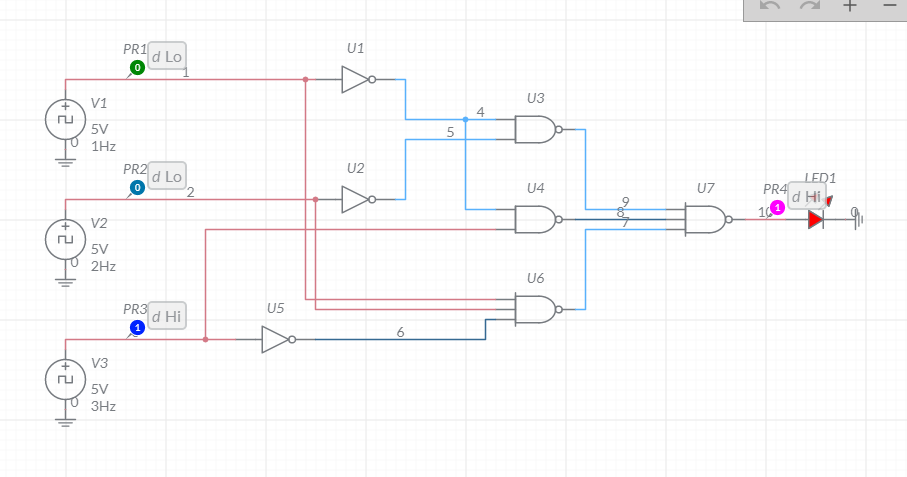 PR1 d Lo
0
1
U1
V1
5V
1Hz
0
4
U3
5
PR2 d Lo
0
2
U2
V2
5V
2Hz
0
U4
9
8
7
U7
PR4 d Hi
1
LED1
10
0
U6
PR3 d Hi
1
U5
6
V3
5V
3Hz
0